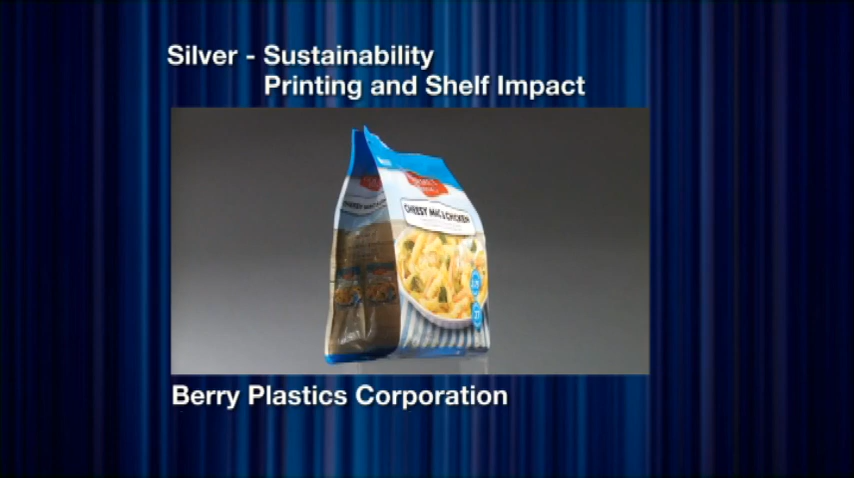 Silver - Sustainability
Printing and Shelf Impact
CHEESY MAC & CHICKEN
Berry Plastics Corporation